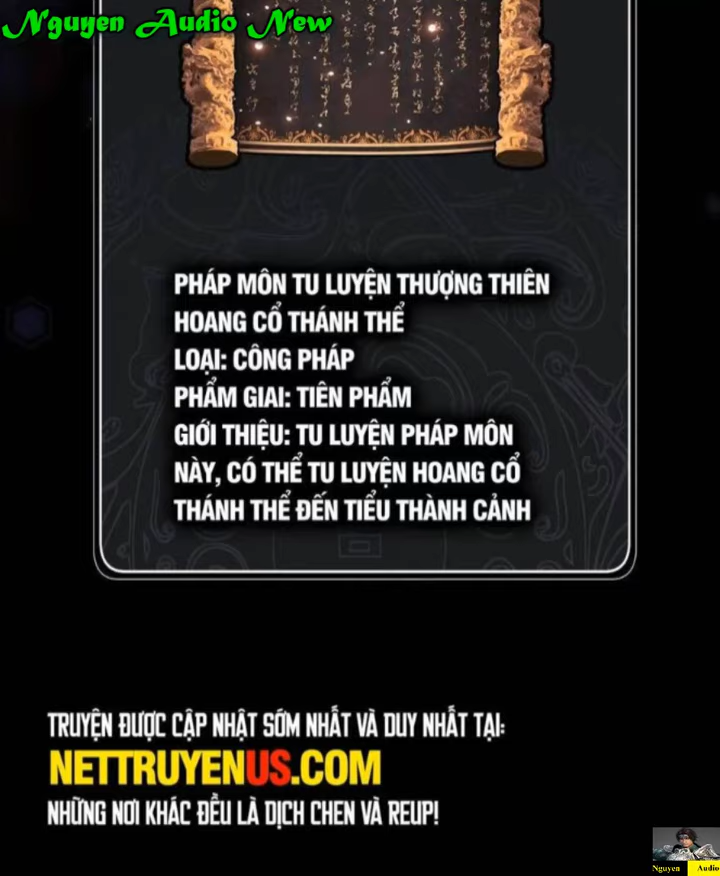 Nguyen Audio New
PHÁP MÔN TU LUYỆN THƯỢNG THIÊN
HOANG CỔ THÁNH THỂ
LOẠI: CÔNG PHÁP
PHẨM GIAI: TIÊN PHẨM
GIỚI THIỆU: TU LUYỆN PHÁP MÔN
NÀY, CÓ THỂ TU LUYỆN HOANG CỔ
THÁNH THỂ ĐẾN TIỂU THÀNH CẢNH
TRUYỆN ĐƯỢC CẬP NHẬT SỚM NHẤT VÀ DUY NHẤT TẠI:
NETTRUYENUS.COM
NHỮNG NƠI KHÁC ĐỀU LÀ DỊCH CHEN VÀ REUP!
Nguyen Audio